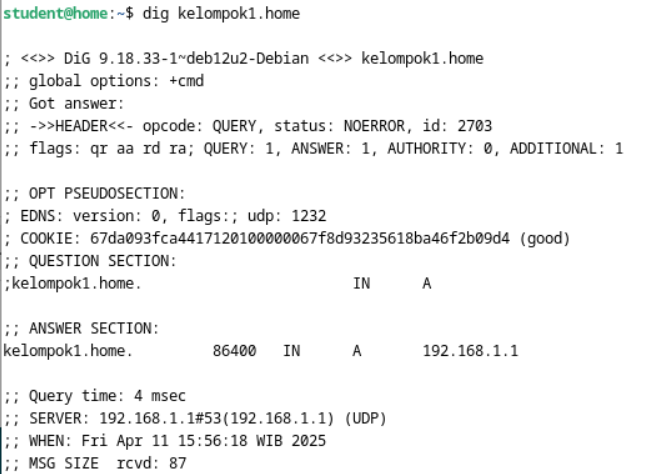 student@home:~$ dig kelompok1.home
; <<>> DiG 9.18.33-1~deb12u2-Debian <<>> kelompok1.home
;; global options: +cmd
;; Got answer:
;; ->>HEADER<<- opcode: QUERY, status: NOERROR, id: 2703
;; flags: qr aa rd ra; QUERY: 1, ANSWER: 1, AUTHORITY: 0, ADDITIONAL: 1
;; OPT PSEUDOSECTION:
; EDNS: version: 0, flags:; udp: 1232
; COOKIE: 67da093fca4417120100000067f8d93235618ba46f2b09d4 (good)
;; QUESTION SECTION:
;kelompok1.home. IN A
;; ANSWER SECTION:
kelompok1.home. 86400 IN A 192.168.1.1
;; Query time: 4 msec
;; SERVER: 192.168.1.1#53(192.168.1.1) (UDP)
;; WHEN: Fri Apr 11 15:56:18 WIB 2025
;; MSG SIZE rcvd: 87